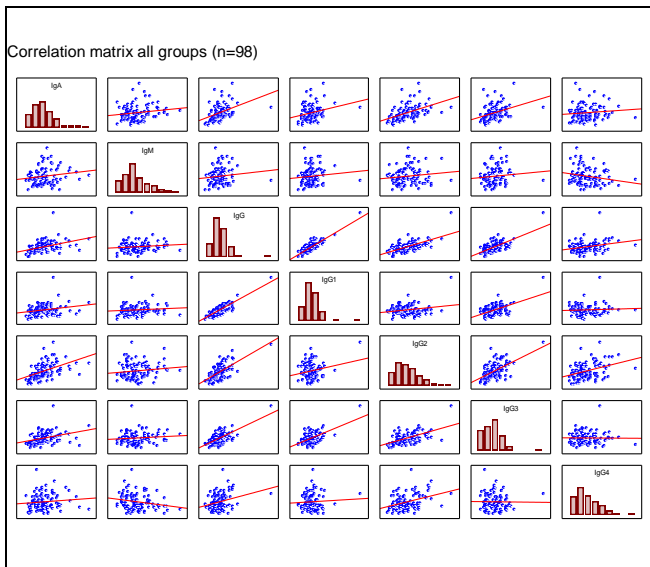 Correlation matrix all groups (n=98)
IgA
IgM
IgG
IgG1
IgG2
IgG3
IgG4